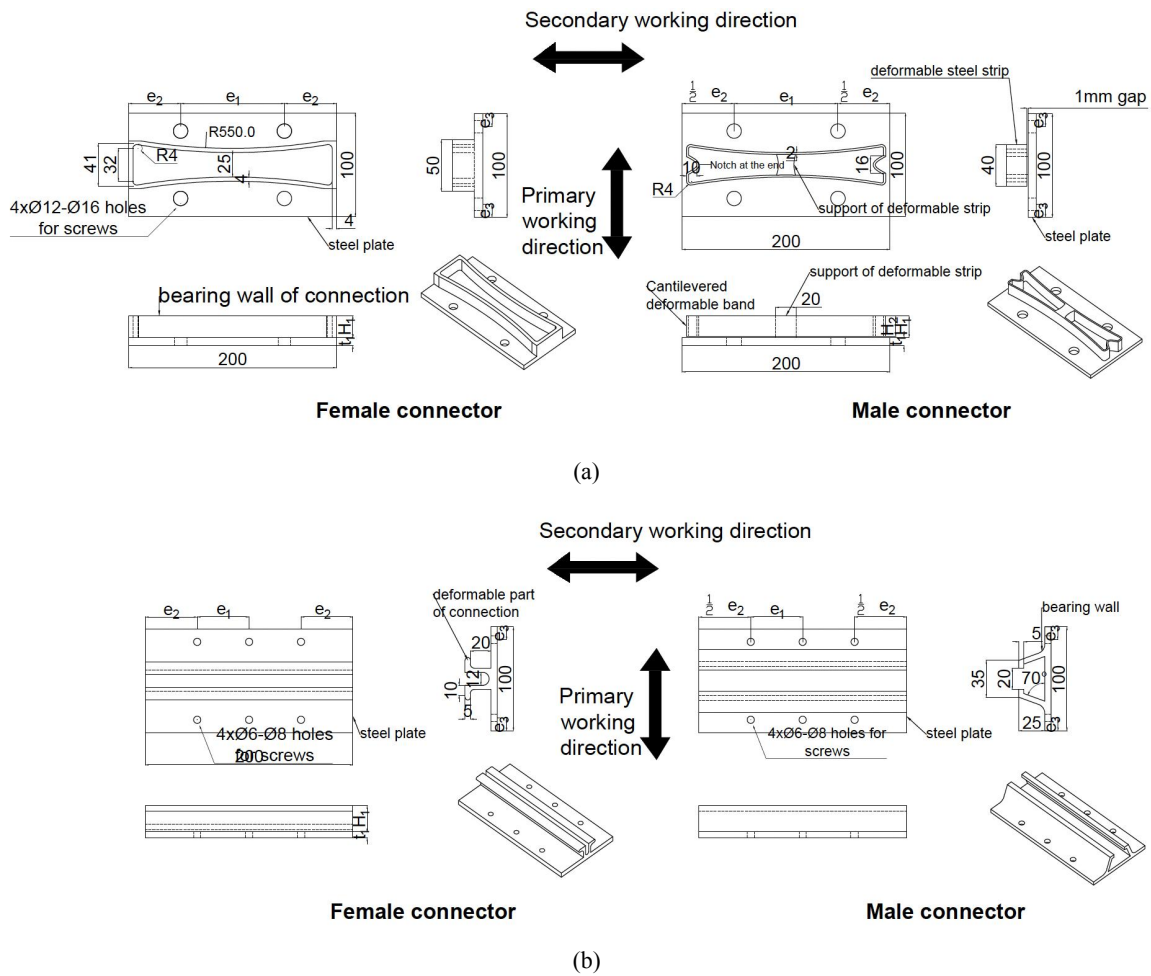 Secondary working direction
e₂
e₁
e₂
R550.0
41
32
R4
25
4
100
4
4xØ12-Ø16 holes
for screws
steel plate
50
100
e₃
e₃
bearing wall of connection
H₁
t₁
200
Female connector
Primary
working
direction
½
e₂
e₁
½
e₂
deformable steel strip
1mm gap
2
10
Notch at the end
16
100
R4
support of deformable strip
200
40
100
e₃
e₃
steel plate
Cantilevered
deformable band
support of deformable strip
20
H₂
H₁
t₁
Male connector
(a)
Secondary working direction
e₂
e₁
e₂
4xØ6-Ø8 holes
for screws
200
steel plate
deformable part
of connection
20
12
10
5
100
e₃
e₃
H₁
t₁
Female connector
Primary
working
direction
½
e₂
e₁
½
e₂
4xØ6-Ø8 holes for
screws
steel plate
bearing wall
5
35
20
70°
25
100
e₃
e₃
Male connector
(b)